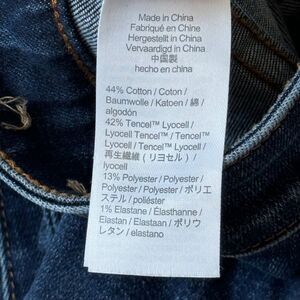 Made in China
Fabriqué en Chine
Hergestellt in China
Vervaardigd in China
中国製
hecho en china
44% Cotton / Coton /
Baumwolle / Katoen / 綿 /
algodón
42% Tencel™ Lyocell /
Lyocell Tencel™ / Tencel™
Lyocell / Tencel™ Lyocell
/ 再生繊維 (リヨセル) /
lyocell
13% Polyester / Polyester /
Polyester / Polyester / ポリエ
ステル / poliéster
1% Elastane / Élasthanne /
Elastan / Elastaan / ポリウ
レタン / elastano